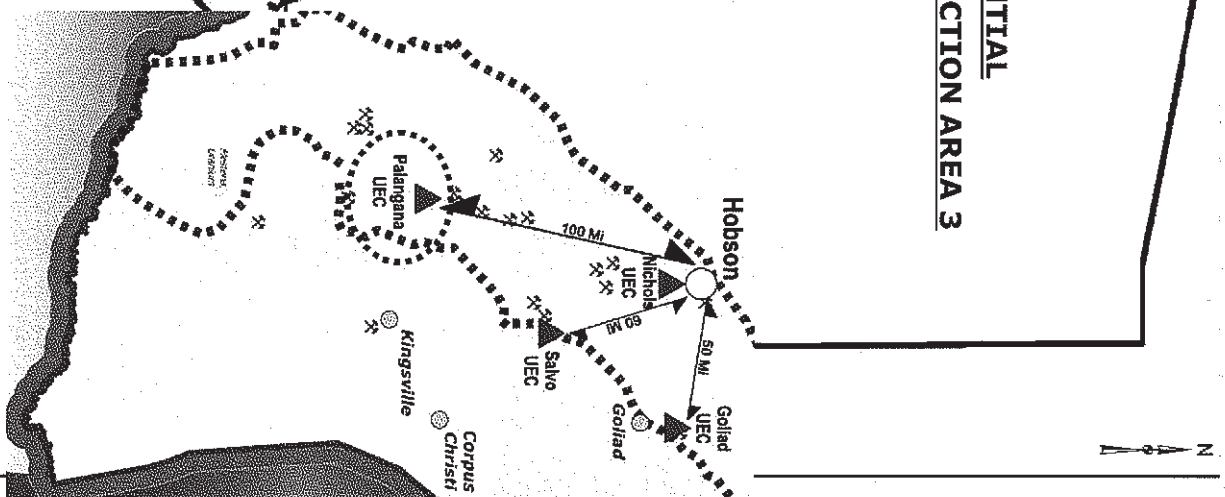 NTIAL
CTION AREA 3
Hobson
100 Mi
Nichols
UEC
60 Mi
50 Mi
Palangana
UEC
Salvo
UEC
Goliad
UEC
Goliad
Kingsville
Corpus
Christi
N